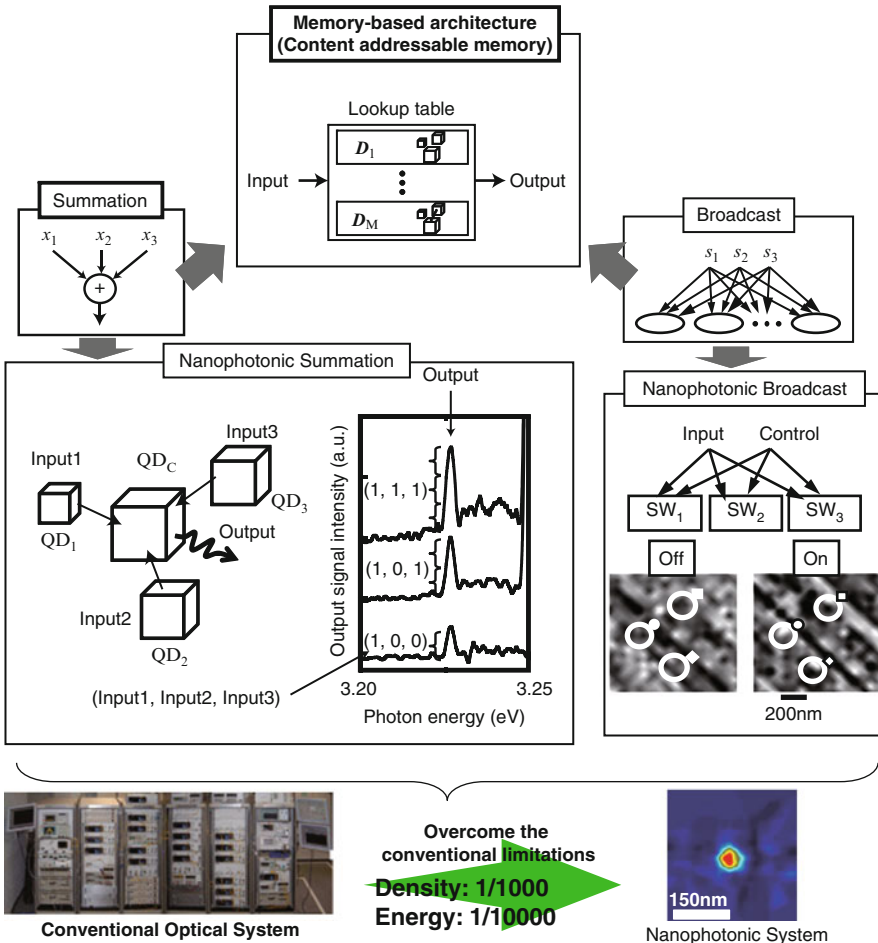 Memory-based architecture
(Content addressable memory)
Lookup table
D1
Input
Output
DM
Summation
x1 x2 x3
+
Broadcast
s1 s2 s3
Nanophotonic Summation
Output
Input3
Input1
QDC
QD1
QD3
Output
Input2
QD2
(Input1, Input2, Input3)
Output signal intensity (a.u.)
(1, 1, 1)
(1, 0, 1)
(1, 0, 0)
3.20
3.25
Photon energy (eV)
Nanophotonic Broadcast
Input Control
SW1 SW2 SW3
Off On
200nm
Overcome the
conventional limitations
Density: 1/1000
Energy: 1/10000
150nm
Conventional Optical System
Nanophotonic System